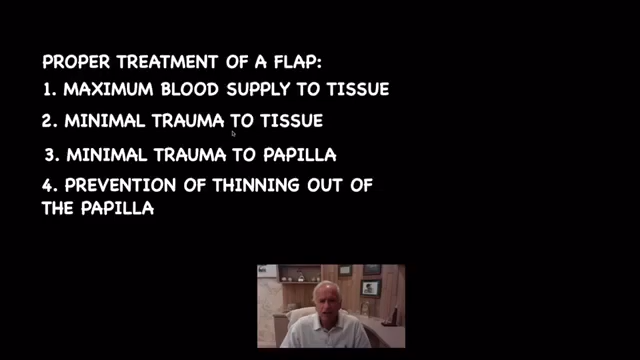 PROPER TREATMENT OF A FLAP:
1. MAXIMUM BLOOD SUPPLY TO TISSUE
2. MINIMAL TRAUMA TO TISSUE
3. MINIMAL TRAUMA TO PAPILLA
4. PREVENTION OF THINNING OUT OF
THE PAPILLA